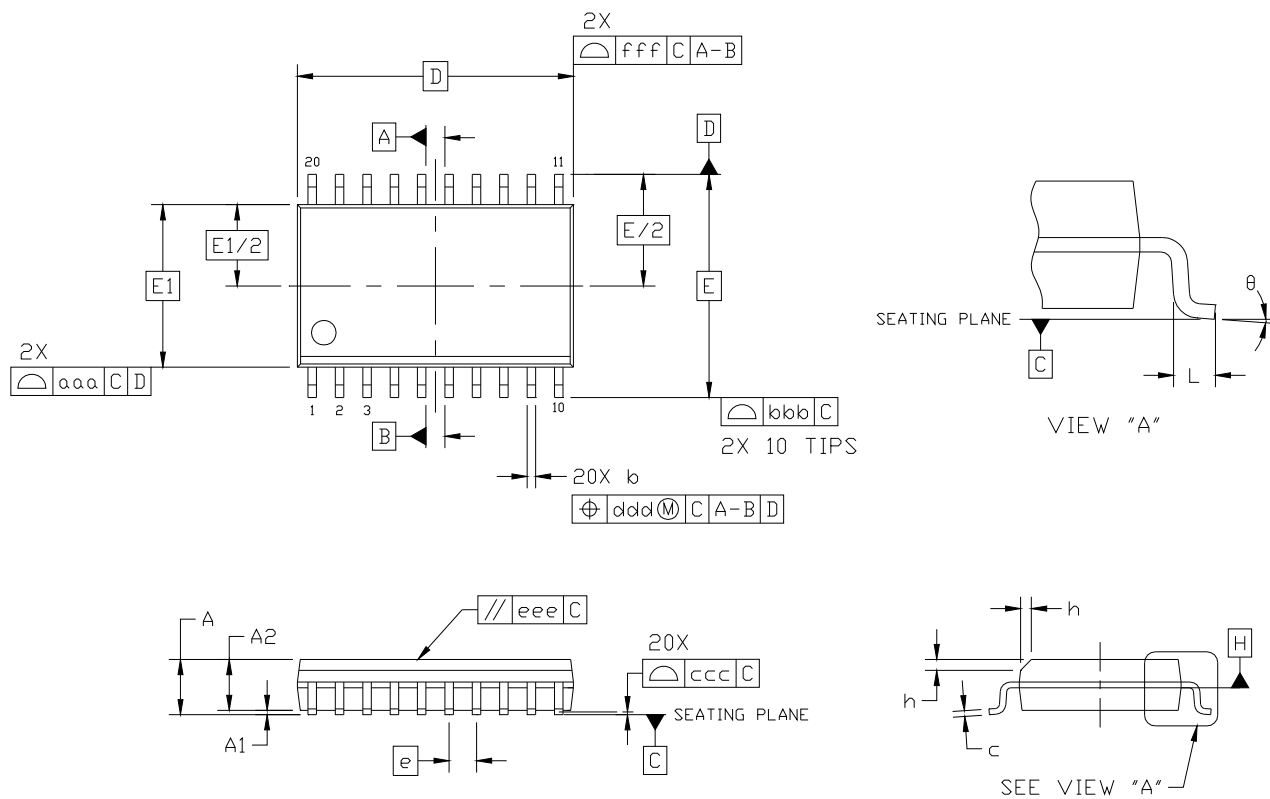 2X
fff C A-B
D
A
D
20
11
E1/2
E/2
E1
E
2X
aaa C D
1 2 3
10
B
bbb C
2X 10 TIPS
20X b
ddd Ⓜ C A-B D
θ
SEATING PLANE
C
L
VIEW "A"
A
A2
// eee C
20X
ccc C
A1
SEATING PLANE
e
C
h
H
h
c
SEE VIEW "A"